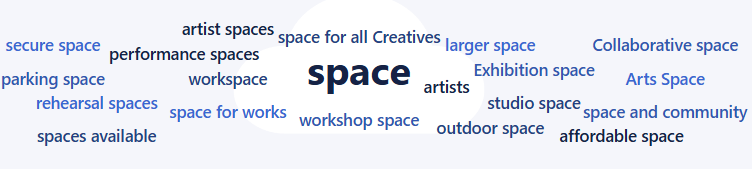 artist spaces
space for all Creatives
secure space
larger space
Collaborative space
performance spaces
space
Exhibition space
parking space
workspace
artists
Arts Space
rehearsal spaces
studio space
space for works
space and community
workshop space
outdoor space
spaces available
affordable space